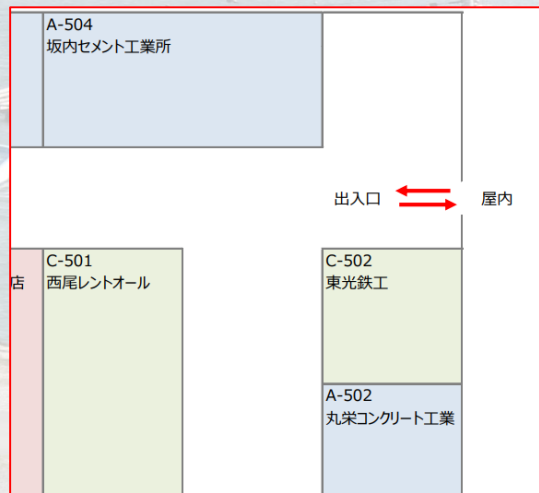 A-504
坂内セメント工業所
出入口
屋内
店
C-501
西尾レントオール
C-502
東光鉄工
A-502
丸栄コンクリート工業